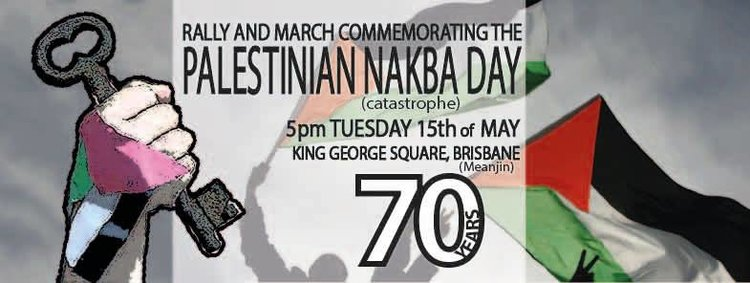 RALLY AND MARCH COMMEMORATING THE
PALESTINIAN NAKBA DAY
(catastrophe)
5pm TUESDAY 15th of MAY
KING GEORGE SQUARE, BRISBANE
(Meanjin)
70 YEARS